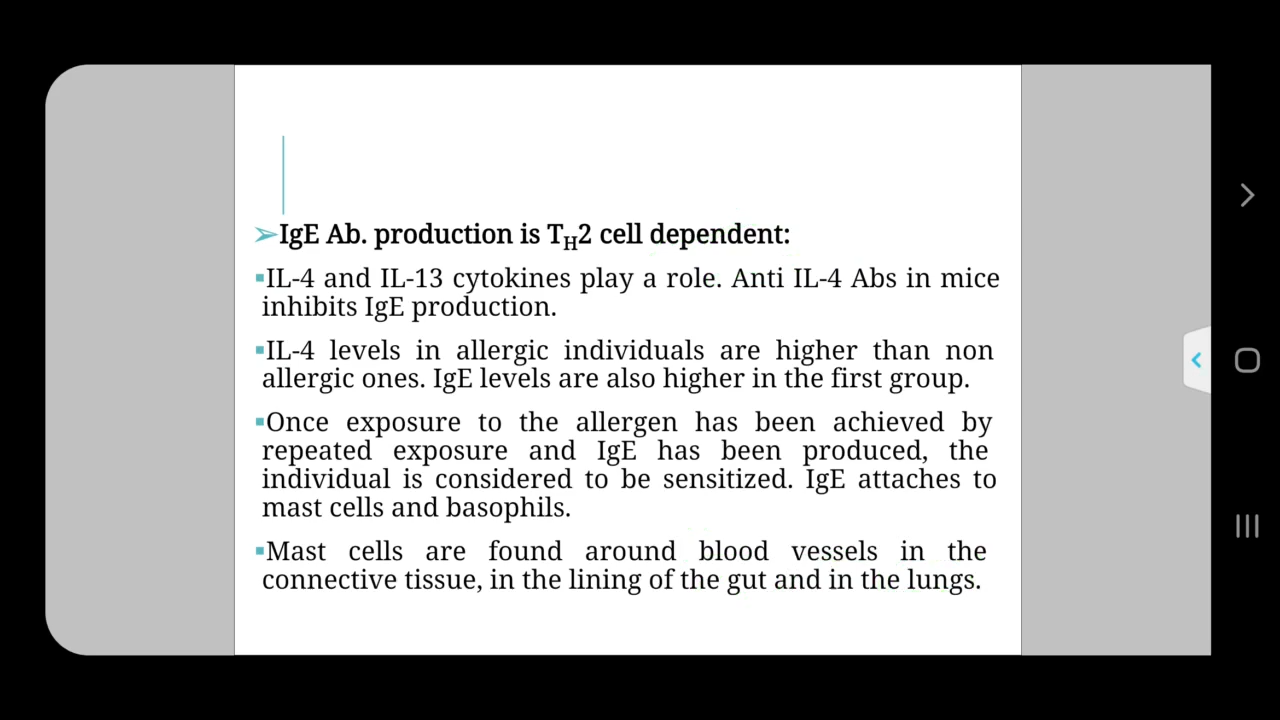 ➢IgE Ab. production is TH2 cell dependent:
▪IL-4 and IL-13 cytokines play a role. Anti IL-4 Abs in mice
inhibits IgE production.
▪IL-4 levels in allergic individuals are higher than non
allergic ones. IgE levels are also higher in the first group.
▪Once exposure to the allergen has been achieved by
repeated exposure and IgE has been produced, the
individual is considered to be sensitized. IgE attaches to
mast cells and basophils.
▪Mast cells are found around blood vessels in the
connective tissue, in the lining of the gut and in the lungs.